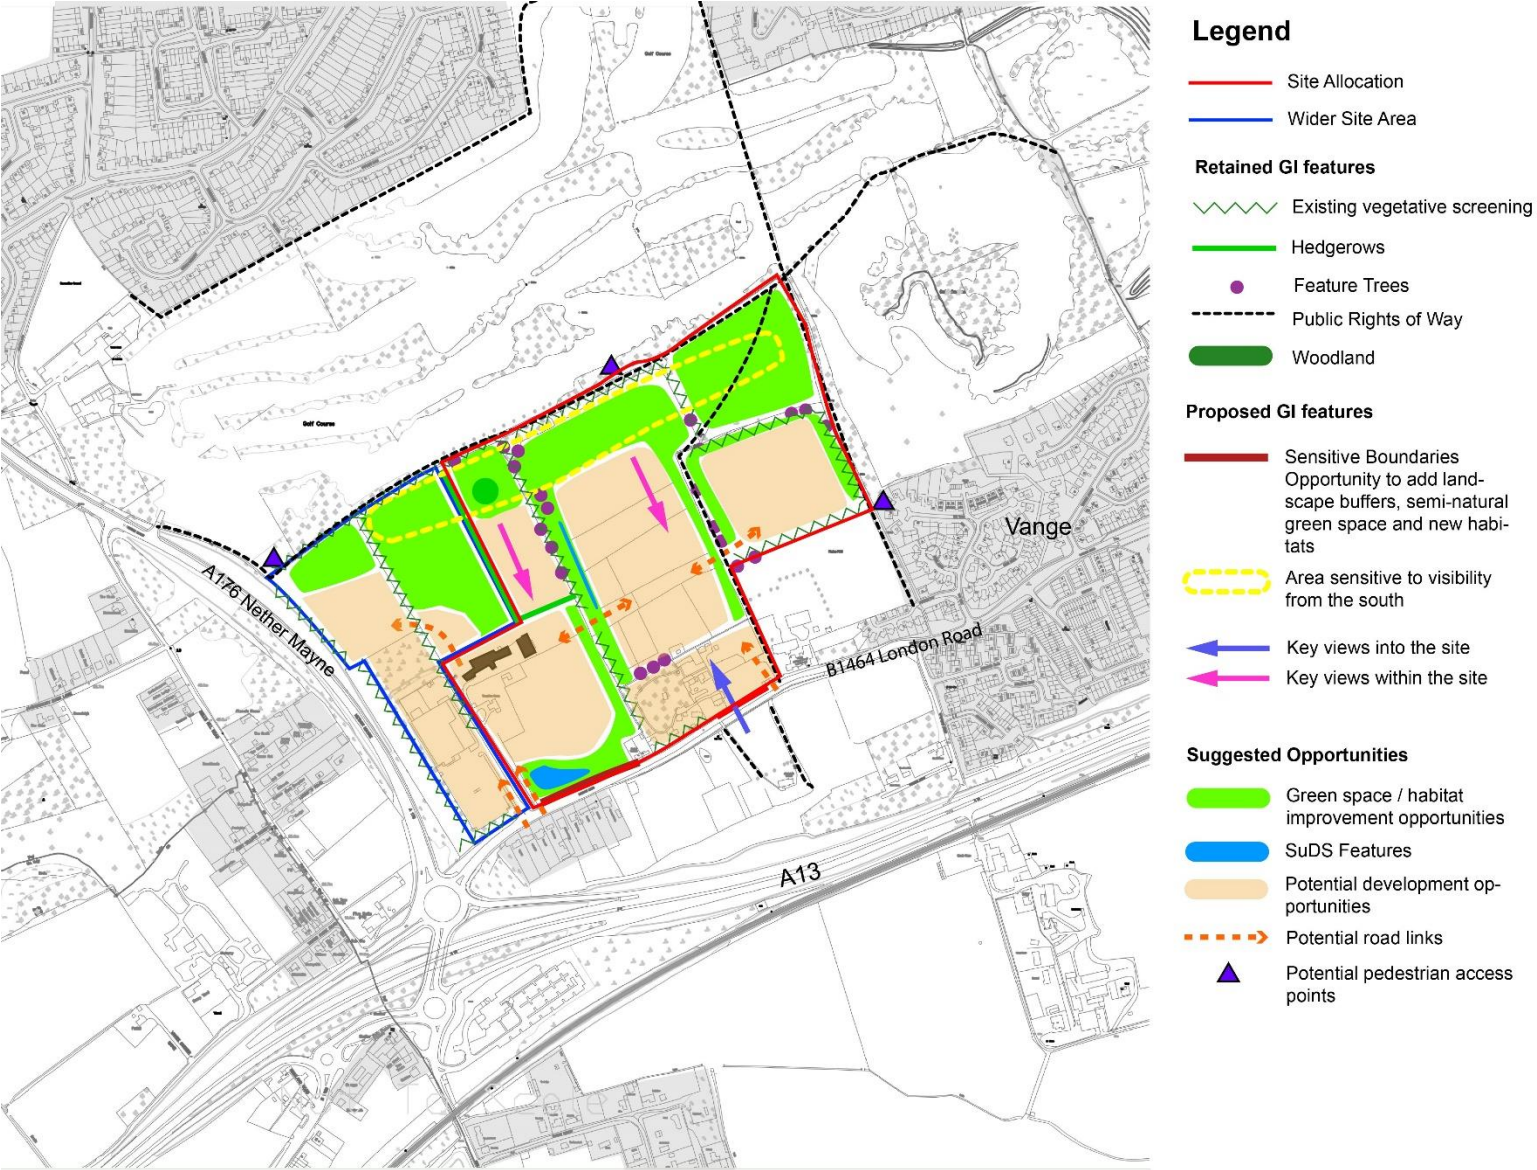 Golf Course
Golf Course
Vange
A176 Nether Mayne
B1464 London Road
A13
Legend
Site Allocation
Wider Site Area
Retained GI features
Existing vegetative screening
Hedgerows
Feature Trees
Public Rights of Way
Woodland
Proposed GI features
Sensitive Boundaries
Opportunity to add land-
scape buffers, semi-natural
green space and new habi-
tats
Area sensitive to visibility
from the south
Key views into the site
Key views within the site
Suggested Opportunities
Green space / habitat
improvement opportunities
SuDS Features
Potential development op-
portunities
Potential road links
Potential pedestrian access
points